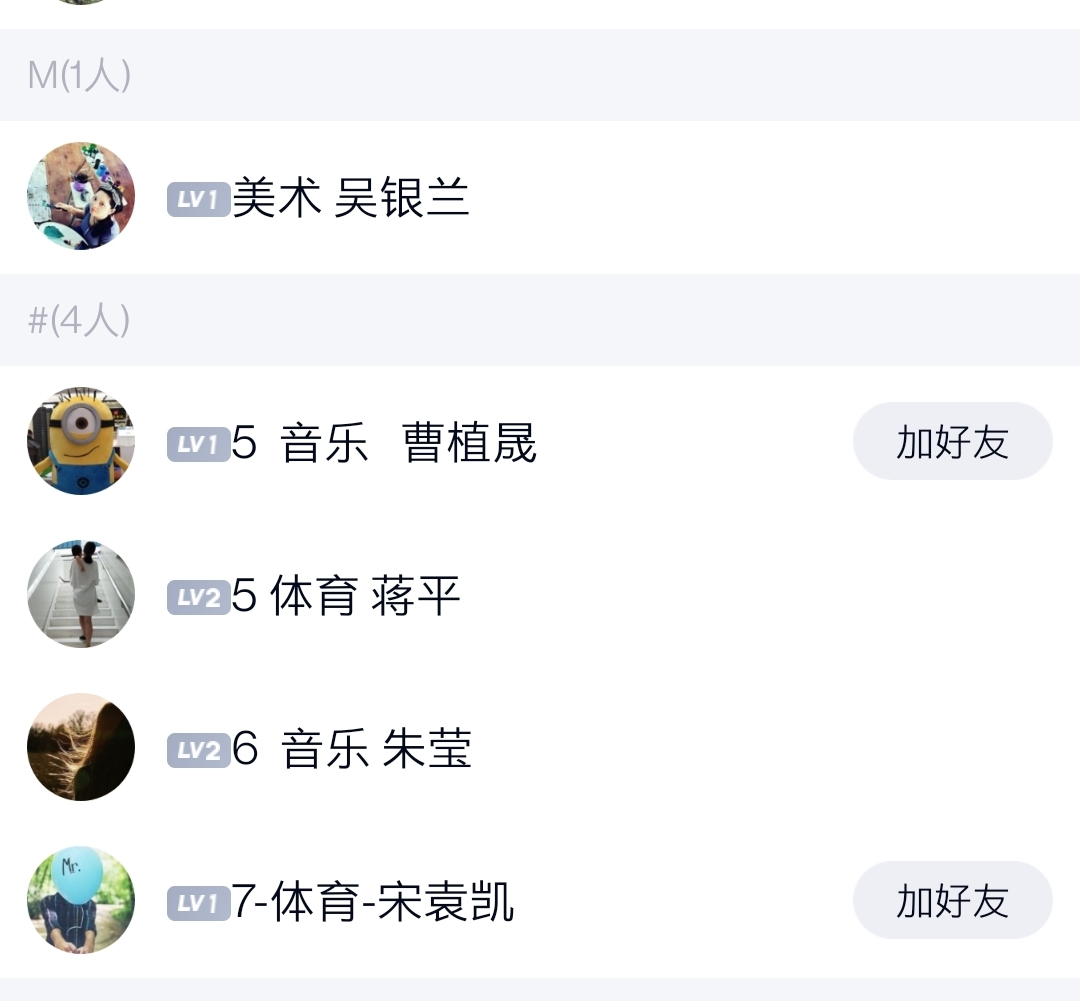 M(1人)
LV1美术 吴银兰
#(4人)
LV15 音乐 曹植晟 加好友
LV25 体育 蒋平
LV26 音乐 朱莹
Mr.
LV17-体育-宋袁凯 加好友